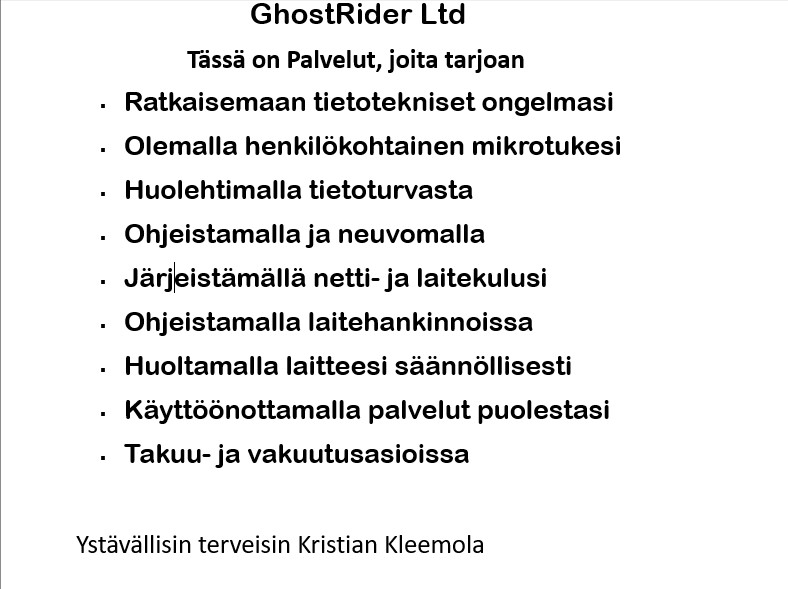 GhostRider Ltd
Tässä on Palvelut, joita tarjoan
▪ Ratkaisemaan tietotekniset ongelmasi
▪ Olemalla henkilökohtainen mikrotukesi
▪ Huolehtimalla tietoturvasta
▪ Ohjeistamalla ja neuvomalla
▪ Järjeistämällä netti- ja laitekulusi
▪ Ohjeistamalla laitehankinnoissa
▪ Huoltamalla laitteesi säännöllisesti
▪ Käyttöönottamalla palvelut puolestasi
▪ Takuu- ja vakuutusasioissa
Ystävällisin terveisin Kristian Kleemola